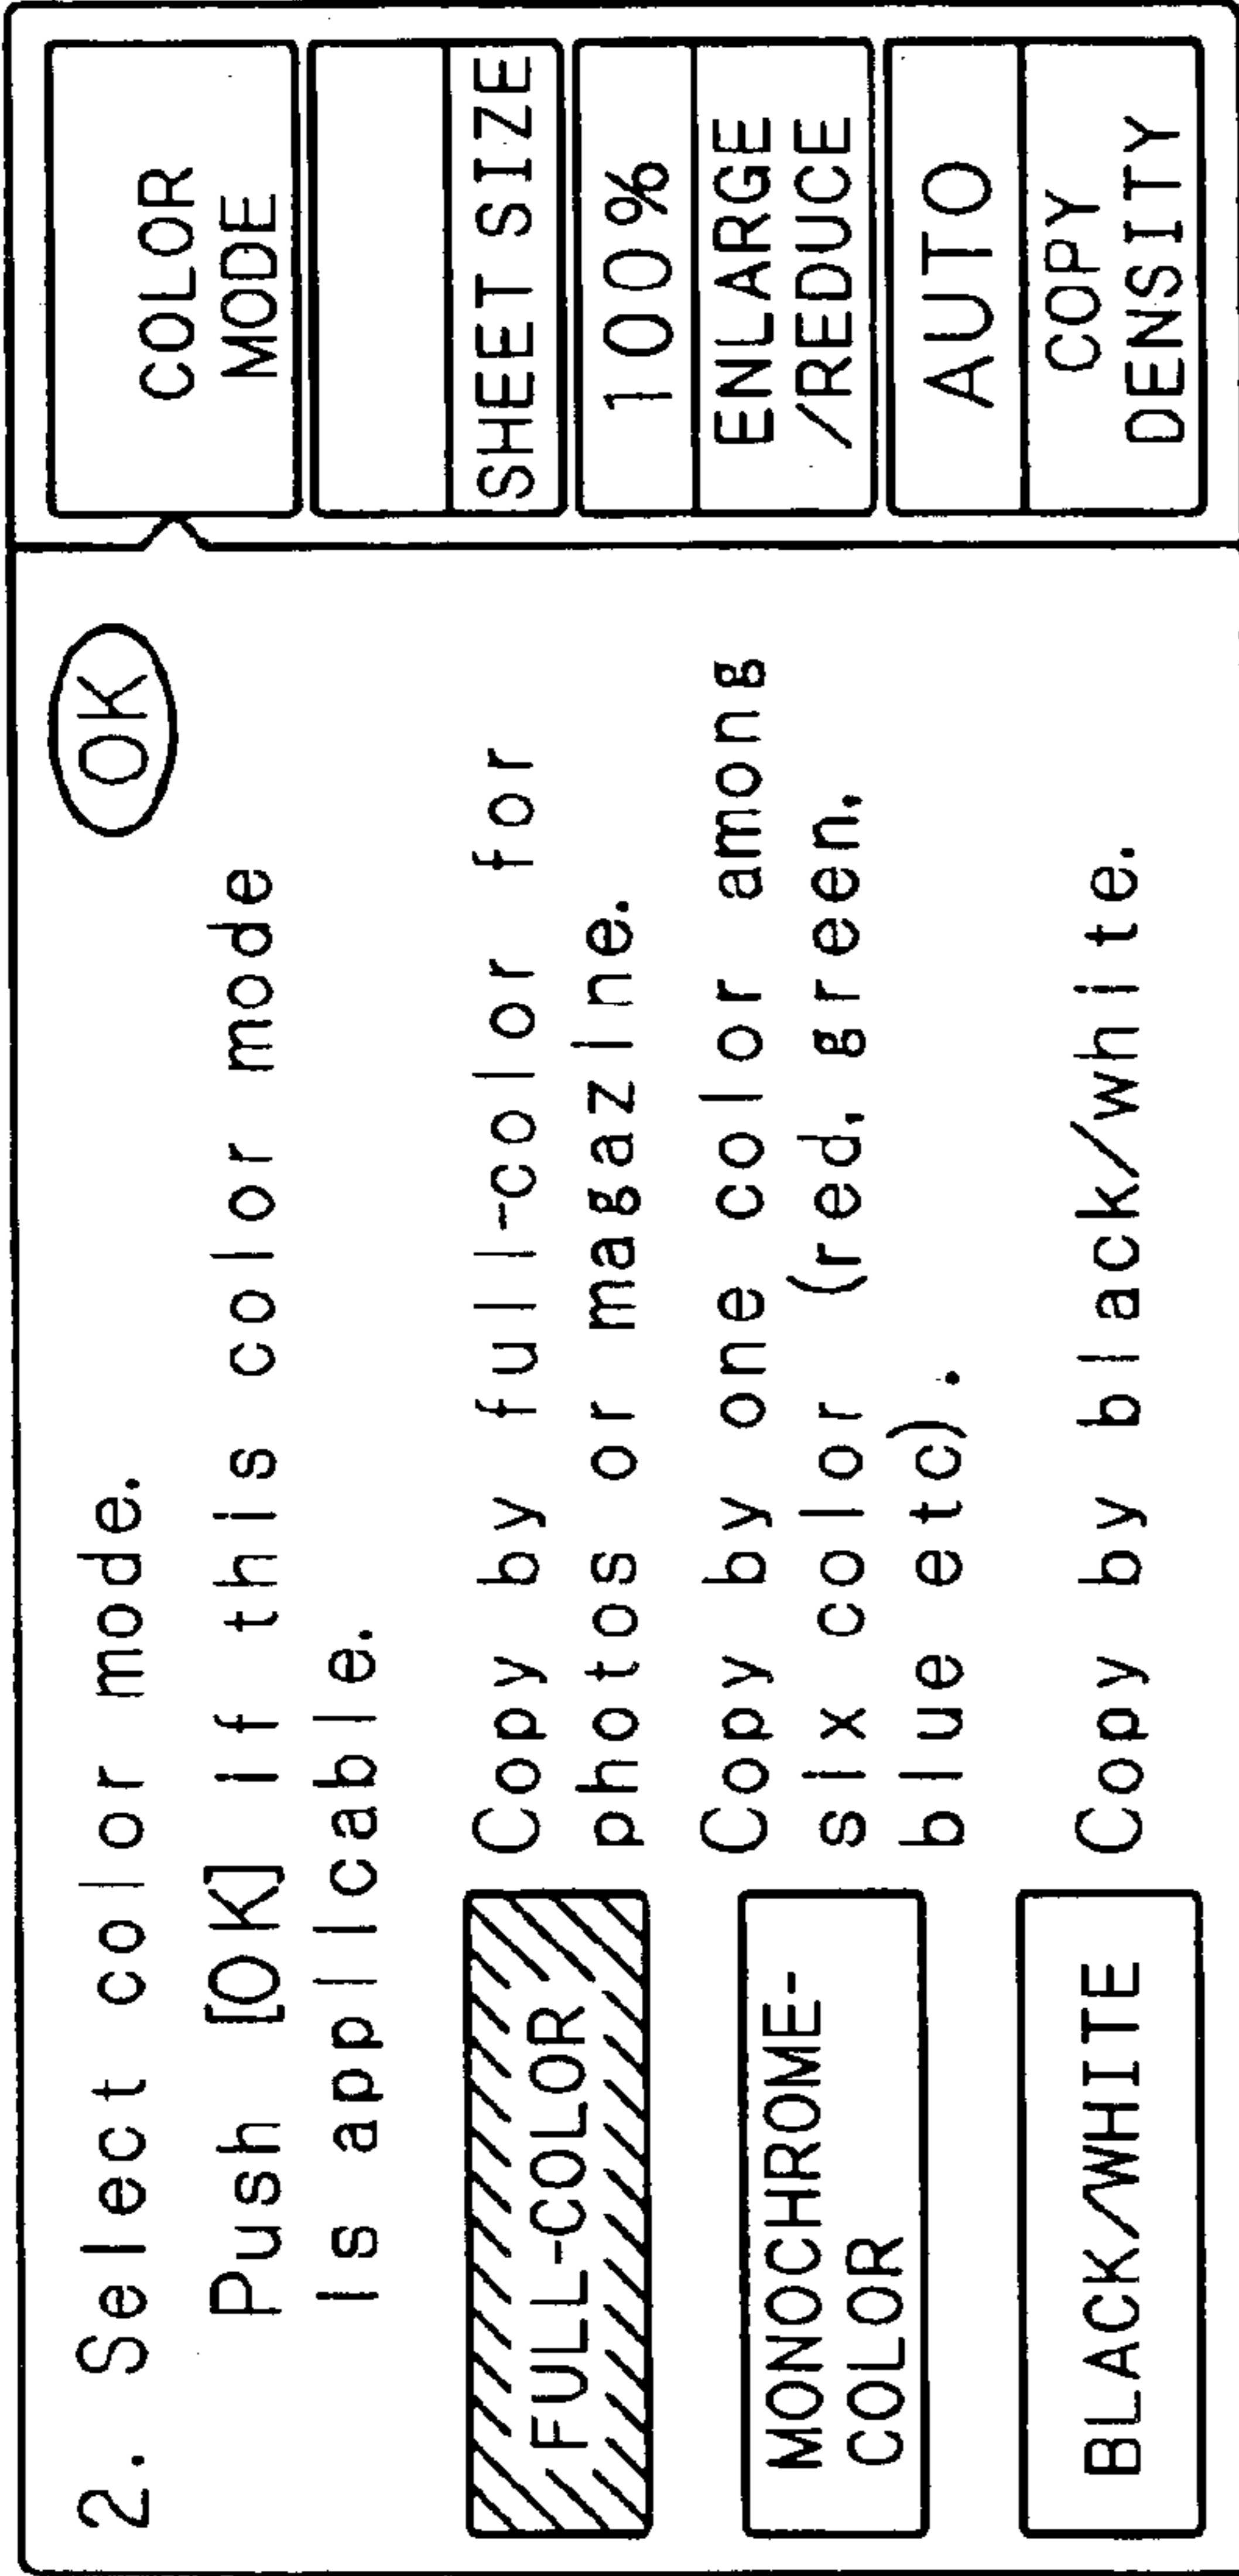 2. Select color mode.
OK
Push [OK] if this color mode
is applicable.
FULL-COLOR
Copy by full-color for
photos or magazine.
MONOCHROME-
COLOR
Copy by one color among
six color (red, green,
blue etc).
BLACK/WHITE
Copy by black/white.
COLOR
MODE
SHEET SIZE
100%
ENLARGE
/REDUCE
AUTO
COPY
DENSITY